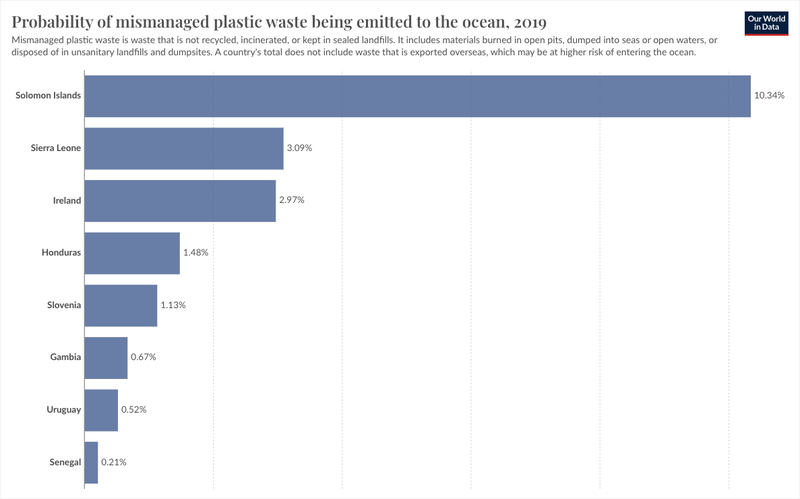 Probability of mismanaged plastic waste being emitted to the ocean, 2019
Our World
in Data
Mismanaged plastic waste is waste that is not recycled, incinerated, or kept in sealed landfills. It includes materials burned in open pits, dumped into seas or open waters, or
disposed of in unsanitary landfills and dumpsites. A country's total does not include waste that is exported overseas, which may be at higher risk of entering the ocean.
Solomon Islands 10.34%
Sierra Leone 3.09%
Ireland 2.97%
Honduras 1.48%
Slovenia 1.13%
Gambia 0.67%
Uruguay 0.52%
Senegal 0.21%